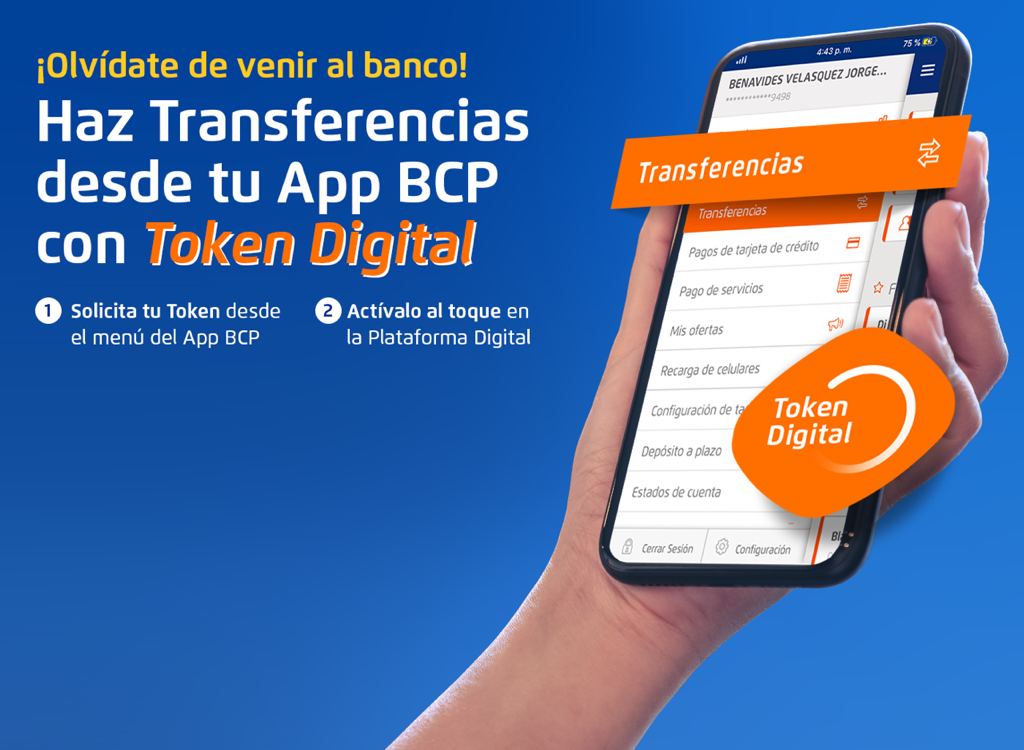 ¡Olvídate de venir al banco!
Haz Transferencias
desde tu App BCP
con Token Digital
1 Solicita tu Token desde
el menú del App BCP
2 Actívalo al toque en
la Plataforma Digital
4:43 p. m.
75 %
BENAVIDES VELASQUEZ JORGE...
************9498
Transferencias
Transferencias
Pagos de tarjeta de crédito
Pago de servicios
Mis ofertas
Recarga de celulares
Configuración de
Depósito a plazo
Estados de cuenta
Cerrar Sesión
Configuración
Token
Digital